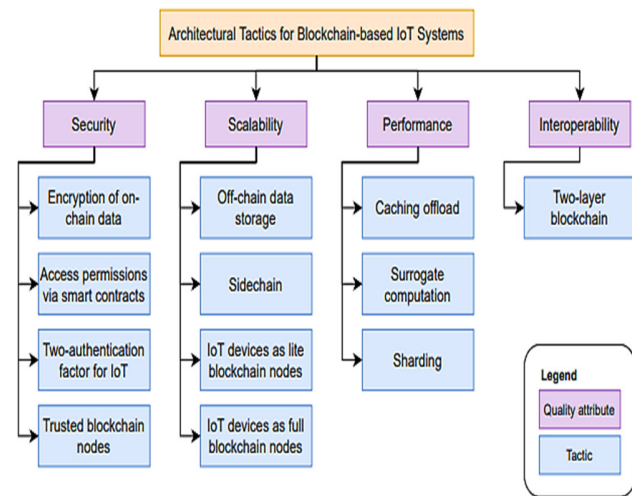 Architectural Tactics for Blockchain-based IoT Systems
Security
Scalability
Performance
Interoperability
Encryption of on-
chain data
Off-chain data
storage
Caching offload
Two-layer
blockchain
Access permissions
via smart contracts
Sidechain
Surrogate
computation
Two-authentication
factor for IoT
IoT devices as lite
blockchain nodes
Sharding
Trusted blockchain
nodes
IoT devices as full
blockchain nodes
Legend
Quality attribute
Tactic